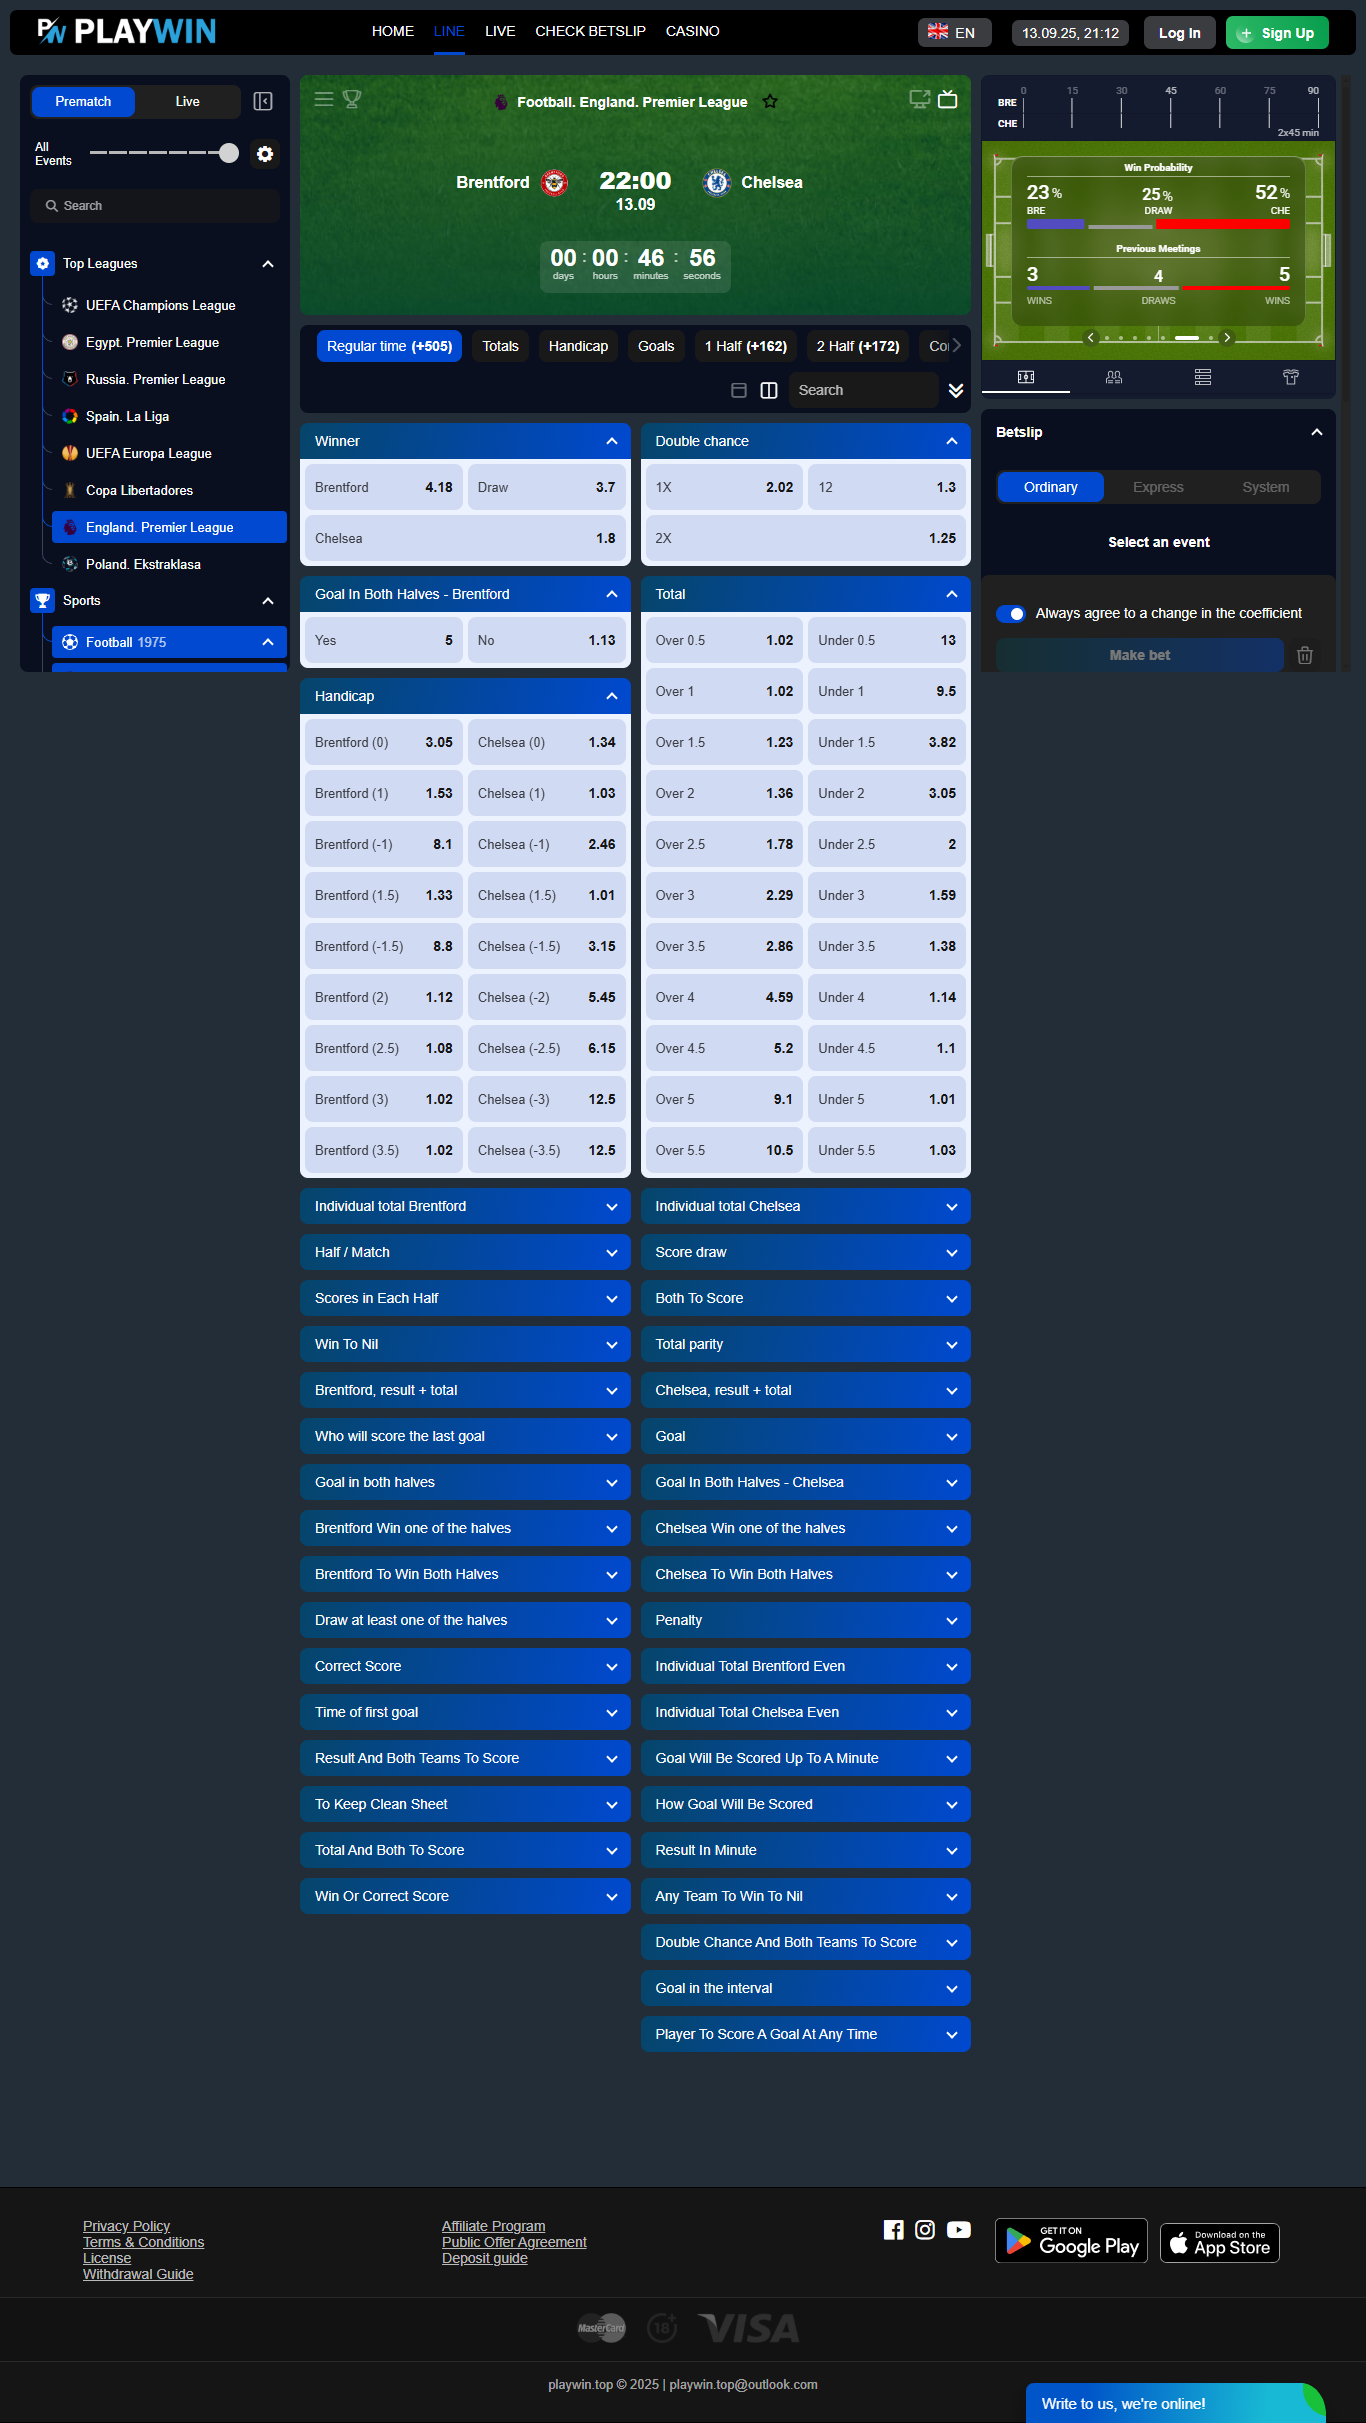 PLAYWIN
HOME LINE LIVE CHECK BETSLIP CASINO
EN
13.09.25, 21:12
Log In
Sign Up
Prematch Live
All Events
Search
Top Leagues
UEFA Champions League
Egypt. Premier League
Russia. Premier League
Spain. La Liga
UEFA Europa League
Copa Libertadores
England. Premier League
Poland. Ekstraklasa
Sports
Football 1975
Football. England. Premier League
Brentford 22:00 Chelsea
13.09
00 : 00 : 46 : 56
days hours minutes seconds
Regular time (+505) Totals Handicap Goals 1 Half (+162) 2 Half (+172)
Search
Winner
Brentford 4.18 Draw 3.7
Chelsea 1.8
Goal In Both Halves - Brentford
Yes 5 No 1.13
Handicap
Brentford (0) 3.05 Chelsea (0) 1.34
Brentford (1) 1.53 Chelsea (1) 1.03
Brentford (-1) 8.1 Chelsea (-1) 2.46
Brentford (1.5) 1.33 Chelsea (1.5) 1.01
Brentford (-1.5) 8.8 Chelsea (-1.5) 3.15
Brentford (2) 1.12 Chelsea (-2) 5.45
Brentford (2.5) 1.08 Chelsea (-2.5) 6.15
Brentford (3) 1.02 Chelsea (-3) 12.5
Brentford (3.5) 1.02 Chelsea (-3.5) 12.5
Individual total Brentford
Half / Match
Scores in Each Half
Win To Nil
Brentford, result + total
Who will score the last goal
Goal in both halves
Brentford Win one of the halves
Brentford To Win Both Halves
Draw at least one of the halves
Correct Score
Time of first goal
Result And Both Teams To Score
To Keep Clean Sheet
Total And Both To Score
Win Or Correct Score
Double chance
1X 2.02 12 1.3
2X 1.25
Total
Over 0.5 1.02 Under 0.5 13
Over 1 1.02 Under 1 9.5
Over 1.5 1.23 Under 1.5 3.82
Over 2 1.36 Under 2 3.05
Over 2.5 1.78 Under 2.5 2
Over 3 2.29 Under 3 1.59
Over 3.5 2.86 Under 3.5 1.38
Over 4 4.59 Under 4 1.14
Over 4.5 5.2 Under 4.5 1.1
Over 5 9.1 Under 5 1.01
Over 5.5 10.5 Under 5.5 1.03
Individual total Chelsea
Score draw
Both To Score
Total parity
Chelsea, result + total
Goal
Goal In Both Halves - Chelsea
Chelsea Win one of the halves
Chelsea To Win Both Halves
Penalty
Individual Total Brentford Even
Individual Total Chelsea Even
Goal Will Be Scored Up To A Minute
How Goal Will Be Scored
Result In Minute
Any Team To Win To Nil
Double Chance And Both Teams To Score
Goal in the interval
Player To Score A Goal At Any Time
0 15 30 45 60 75 90
BRE
CHE
2x45 min
Win Probability
23% 25% 52%
BRE DRAW CHE
Previous Meetings
3 4 5
WINS DRAWS WINS
Betslip
Ordinary Express System
Select an event
Always agree to a change in the coefficient
Make bet
Privacy Policy
Terms & Conditions
License
Withdrawal Guide
Affiliate Program
Public Offer Agreement
Deposit guide
GET IT ON
Google Play
Download on the
App Store
MasterCard 18+ VISA
playwin.top © 2025 | playwin.top@outlook.com
Write to us, we're online!